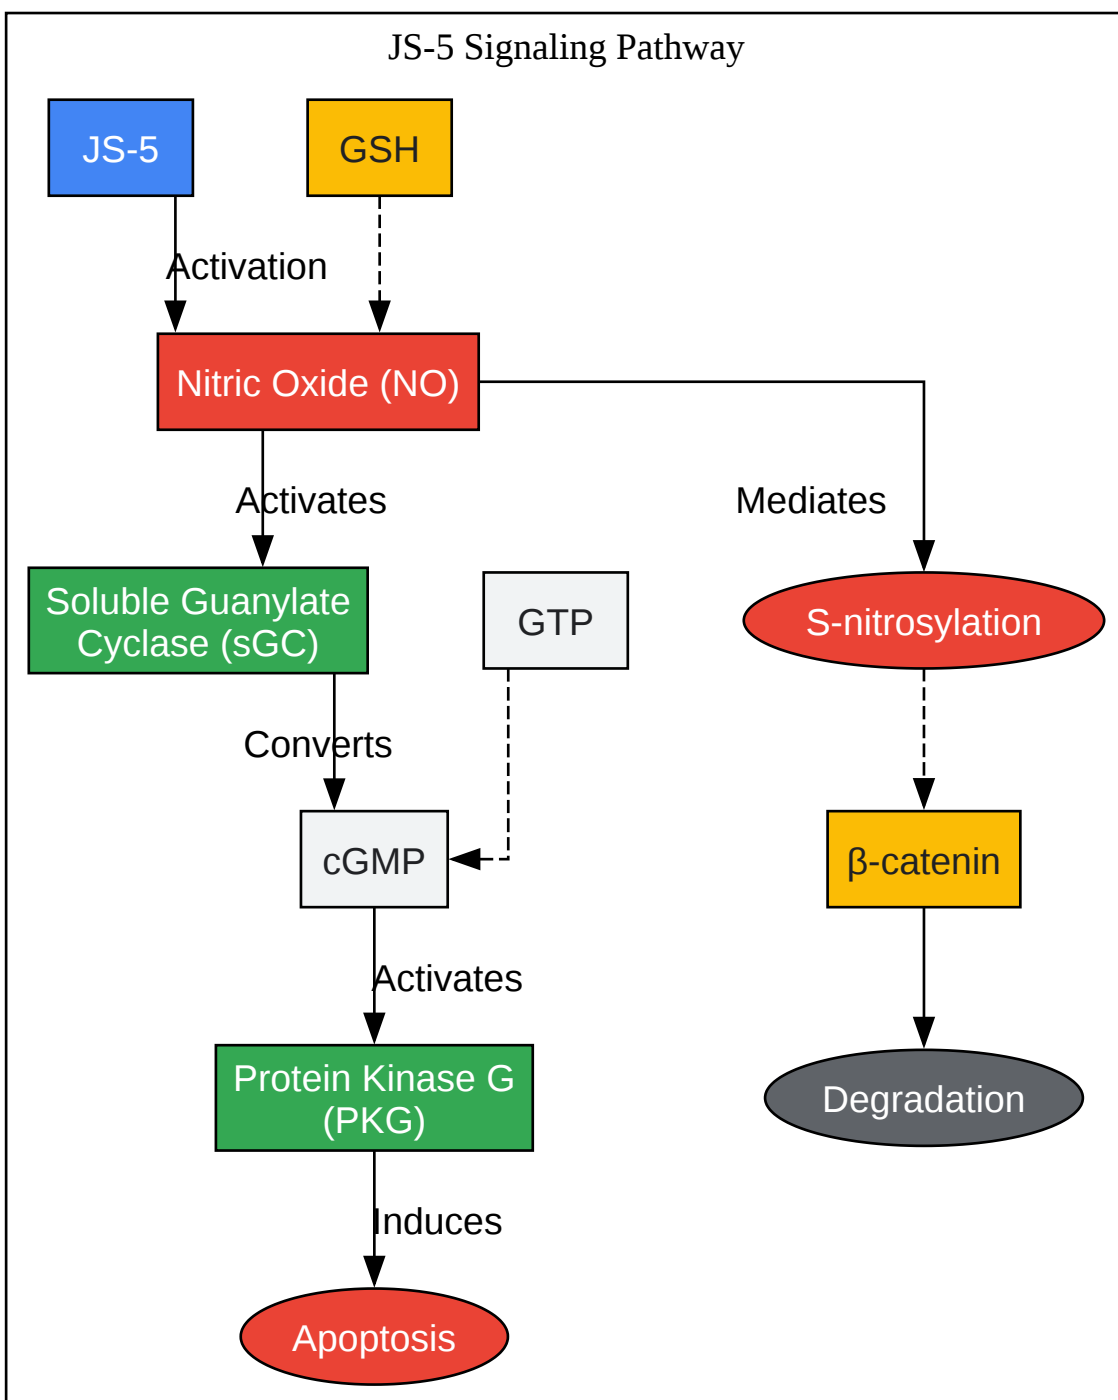 JS-5 Signaling Pathway
JS-5
GSH
Activation
Nitric Oxide (NO)
Activates
Mediates
Soluble Guanylate
Cyclase (sGC)
GTP
S-nitrosylation
Converts
cGMP
β-catenin
Activates
Protein Kinase G
(PKG)
Degradation
Induces
Apoptosis